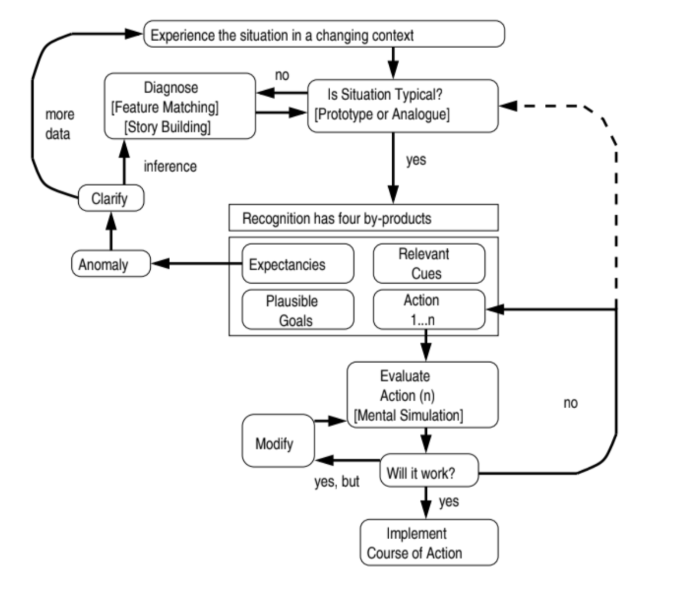 Experience the situation in a changing context
no
Diagnose
[Feature Matching]
[Story Building]
Is Situation Typical?
[Prototype or Analogue]
more
data
inference
yes
Clarify
Recognition has four by-products
Anomaly
Expectancies
Relevant
Cues
Plausible
Goals
Action
1...n
Evaluate
Action (n)
[Mental Simulation]
no
Modify
Will it work?
yes, but
yes
Implement
Course of Action